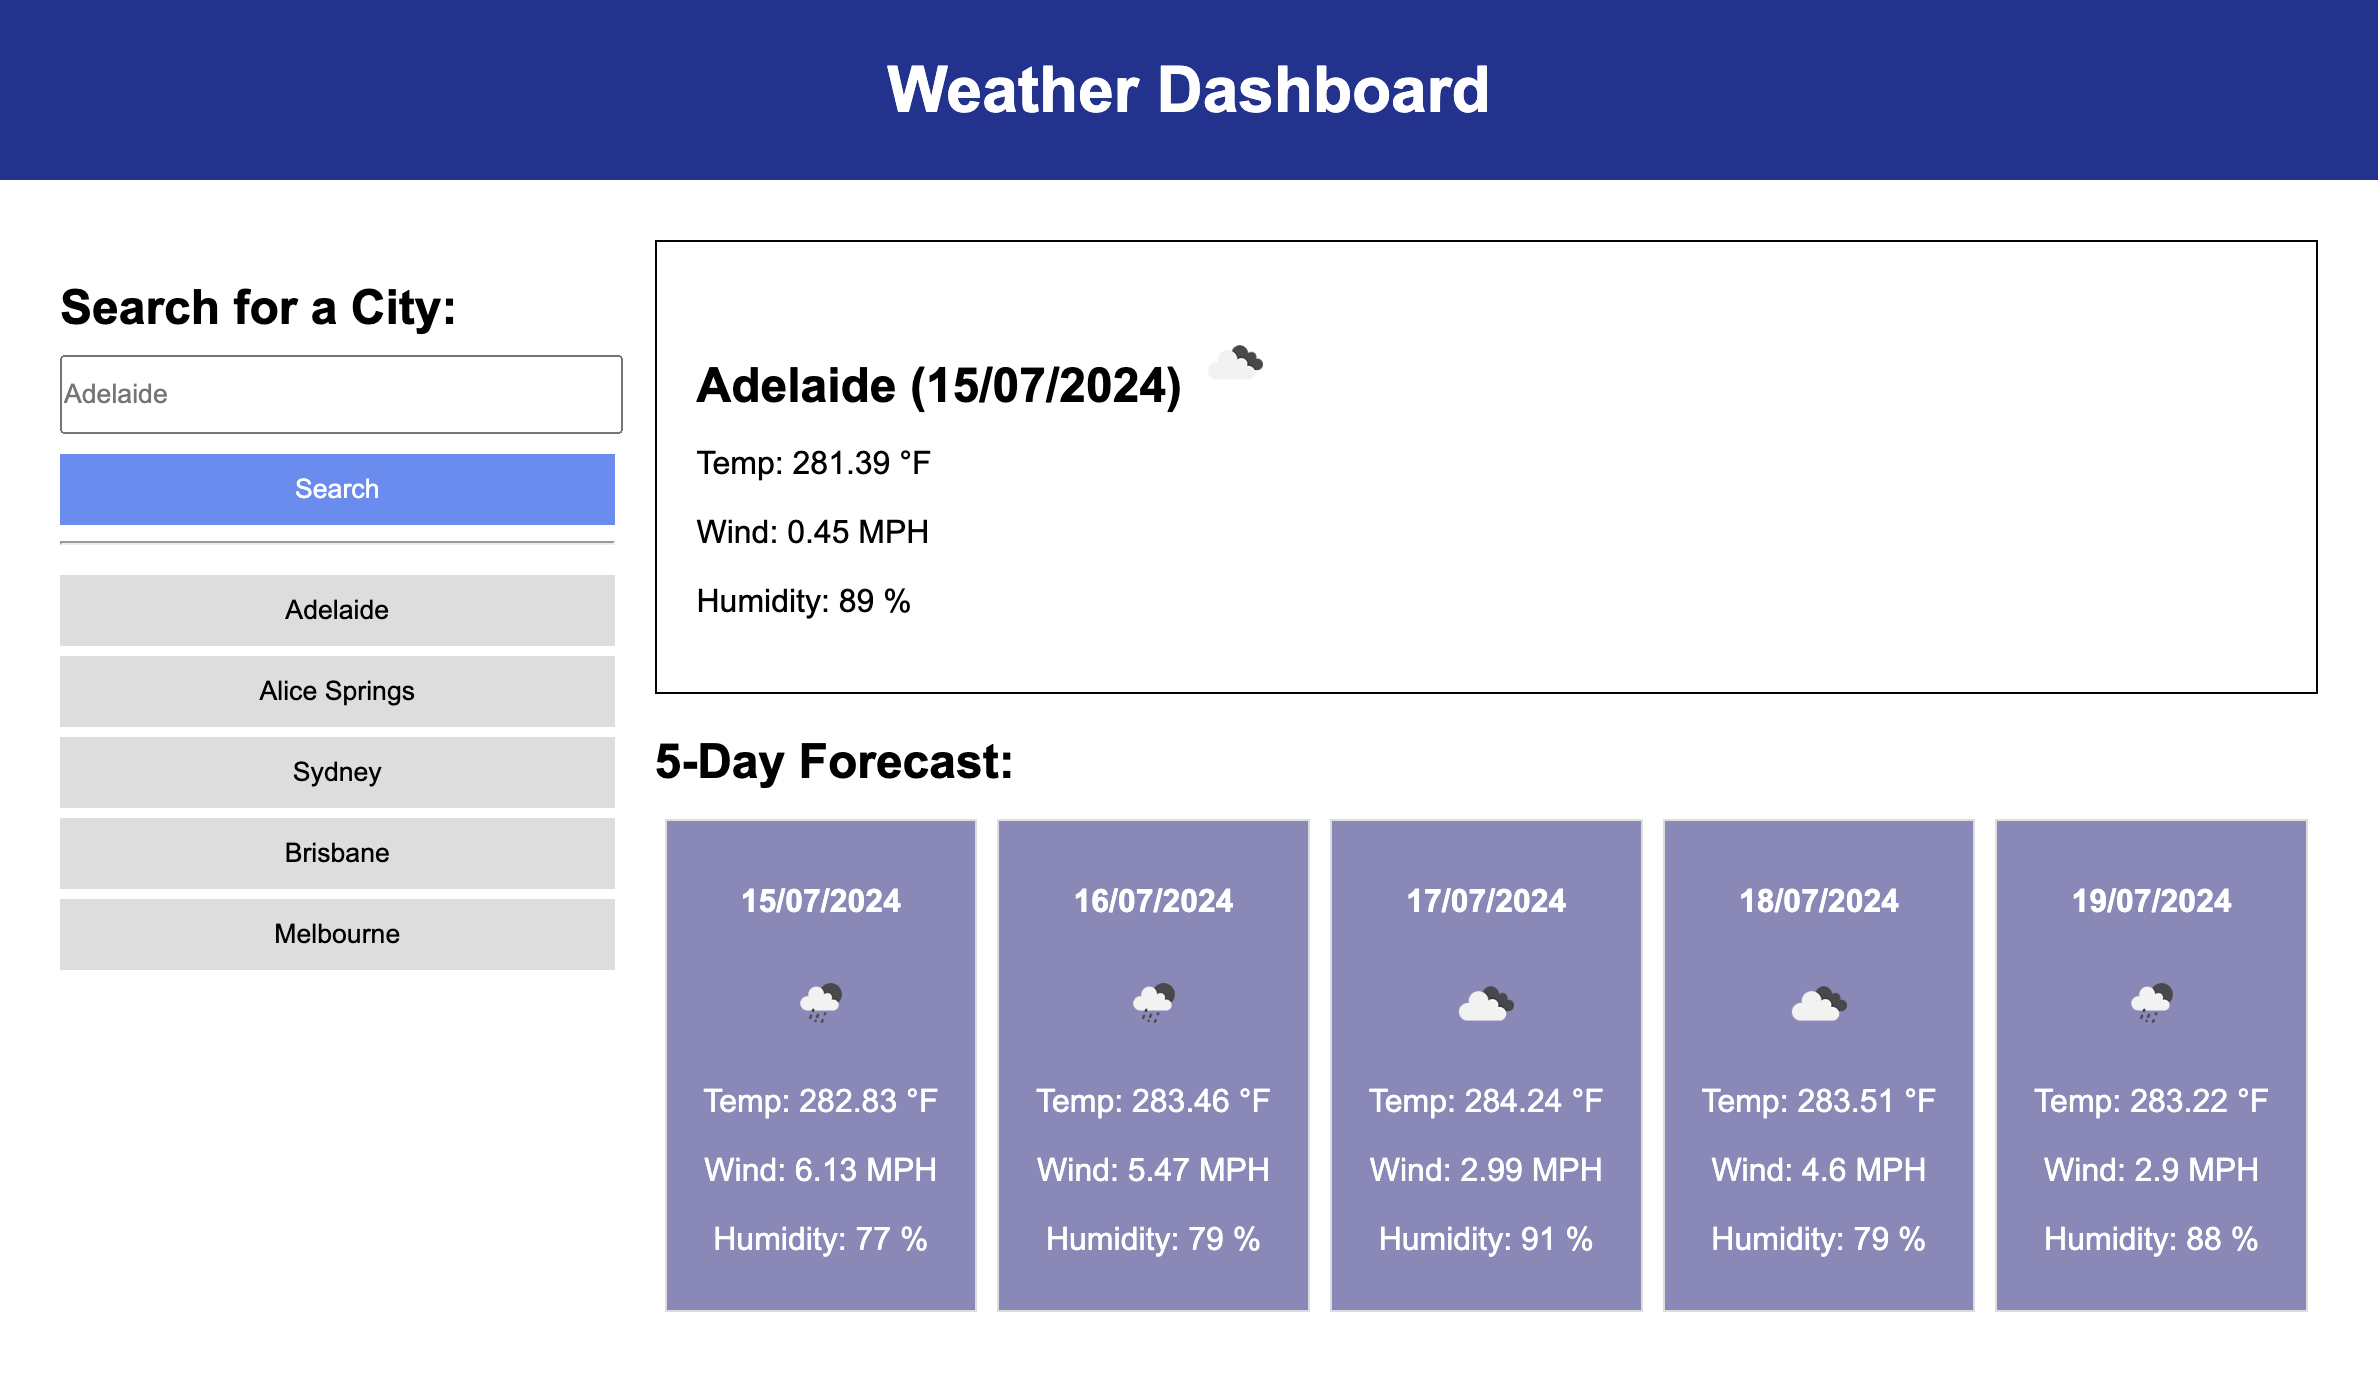 Weather Dashboard
Search for a City:
Adelaide
Search
Adelaide
Alice Springs
Sydney
Brisbane
Melbourne
Adelaide (15/07/2024)
Temp: 281.39 °F
Wind: 0.45 MPH
Humidity: 89 %
5-Day Forecast:
15/07/2024
Temp: 282.83 °F
Wind: 6.13 MPH
Humidity: 77 %
16/07/2024
Temp: 283.46 °F
Wind: 5.47 MPH
Humidity: 79 %
17/07/2024
Temp: 284.24 °F
Wind: 2.99 MPH
Humidity: 91 %
18/07/2024
Temp: 283.51 °F
Wind: 4.6 MPH
Humidity: 79 %
19/07/2024
Temp: 283.22 °F
Wind: 2.9 MPH
Humidity: 88 %